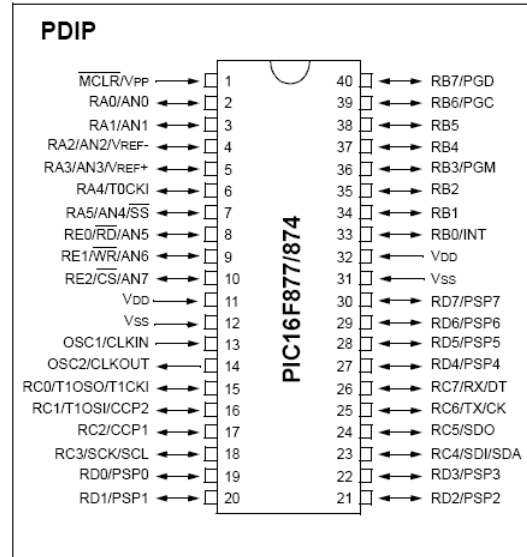 PDIP
MCLR/VPP 1 40 RB7/PGD
RA0/AN0 2 39 RB6/PGC
RA1/AN1 3 38 RB5
RA2/AN2/VREF- 4 37 RB4
RA3/AN3/VREF+ 5 36 RB3/PGM
RA4/T0CKI 6 35 RB2
RA5/AN4/SS 7 34 RB1
RE0/RD/AN5 8 33 RB0/INT
RE1/WR/AN6 9 32 VDD
RE2/CS/AN7 10 31 VSS
VDD 11 30 RD7/PSP7
VSS 12 29 RD6/PSP6
OSC1/CLKIN 13 28 RD5/PSP5
OSC2/CLKOUT 14 27 RD4/PSP4
RC0/T1OSO/T1CKI 15 26 RC7/RX/DT
RC1/T1OSI/CCP2 16 25 RC6/TX/CK
RC2/CCP1 17 24 RC5/SDO
RC3/SCK/SCL 18 23 RC4/SDI/SDA
RD0/PSP0 19 22 RD3/PSP3
RD1/PSP1 20 21 RD2/PSP2
PIC16F877/874